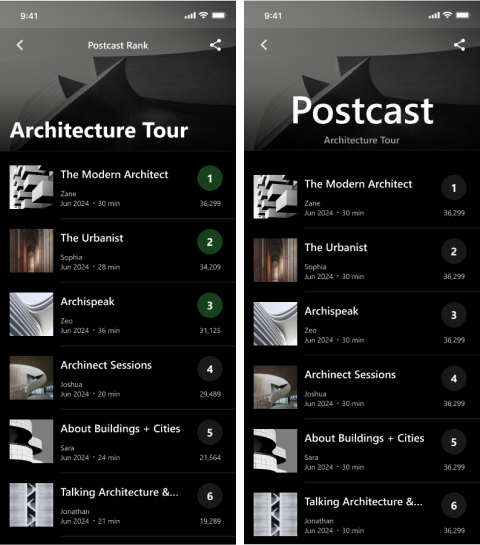 9:41
Postcast Rank
Architecture Tour
The Modern Architect
1
Zane
Jun 2024 • 30 min
36,299
The Urbanist
2
Sophia
Jun 2024 • 28 min
34,209
Archispeak
3
Zeo
Jun 2024 • 36 min
31,125
Archinect Sessions
4
Joshua
Jun 2024 • 20 min
29,489
About Buildings + Cities
5
Sara
Jun 2024 • 24 min
21,564
Talking Architecture &...
6
Jonathan
Jun 2024 • 21 min
19,289
9:41
Postcast
Architecture Tour
The Modern Architect
1
Zane
Jun 2024 • 30 min
36,299
The Urbanist
2
Sophia
Jun 2024 • 30 min
36,299
Archispeak
3
Zeo
Jun 2024 • 30 min
36,299
Archinect Sessions
4
Joshua
Jun 2024 • 30 min
36,299
About Buildings + Cities
5
Sara
Jun 2024 • 30 min
36,299
Talking Architecture &...
6
Jonathan
Jun 2024 • 30 min
36,299